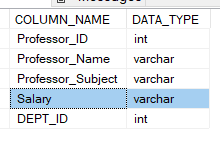 COLUMN_NAME DATA_TYPE
Professor_ID int
Professor_Name varchar
Professor_Subject varchar
Salary varchar
DEPT_ID int